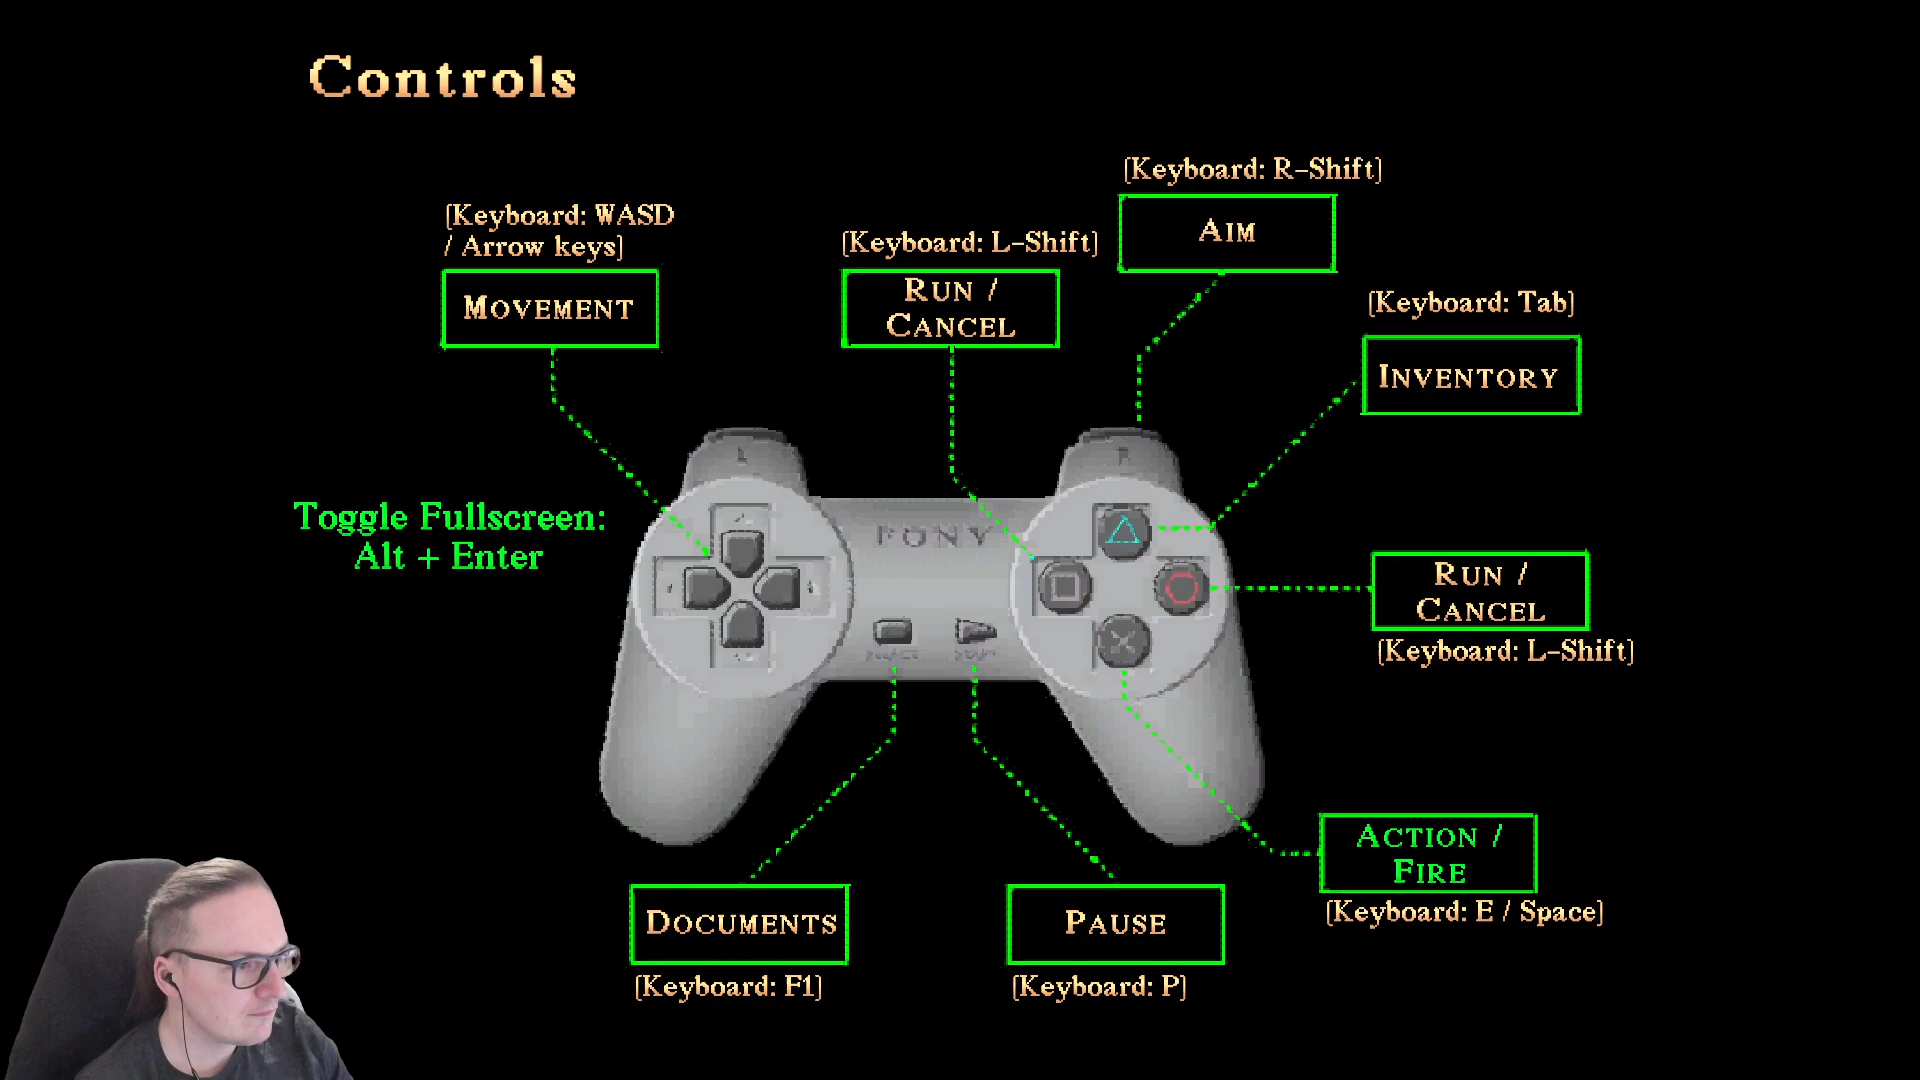 Controls
[Keyboard: R-Shift]
AIM
[Keyboard: WASD
/ Arrow keys]
MOVEMENT
[Keyboard: L-Shift]
RUN /
CANCEL
[Keyboard: Tab]
INVENTORY
Toggle Fullscreen:
Alt + Enter
PONY
RUN /
CANCEL
[Keyboard: L-Shift]
ACTION /
FIRE
[Keyboard: E / Space]
DOCUMENTS
[Keyboard: F1]
PAUSE
[Keyboard: P]